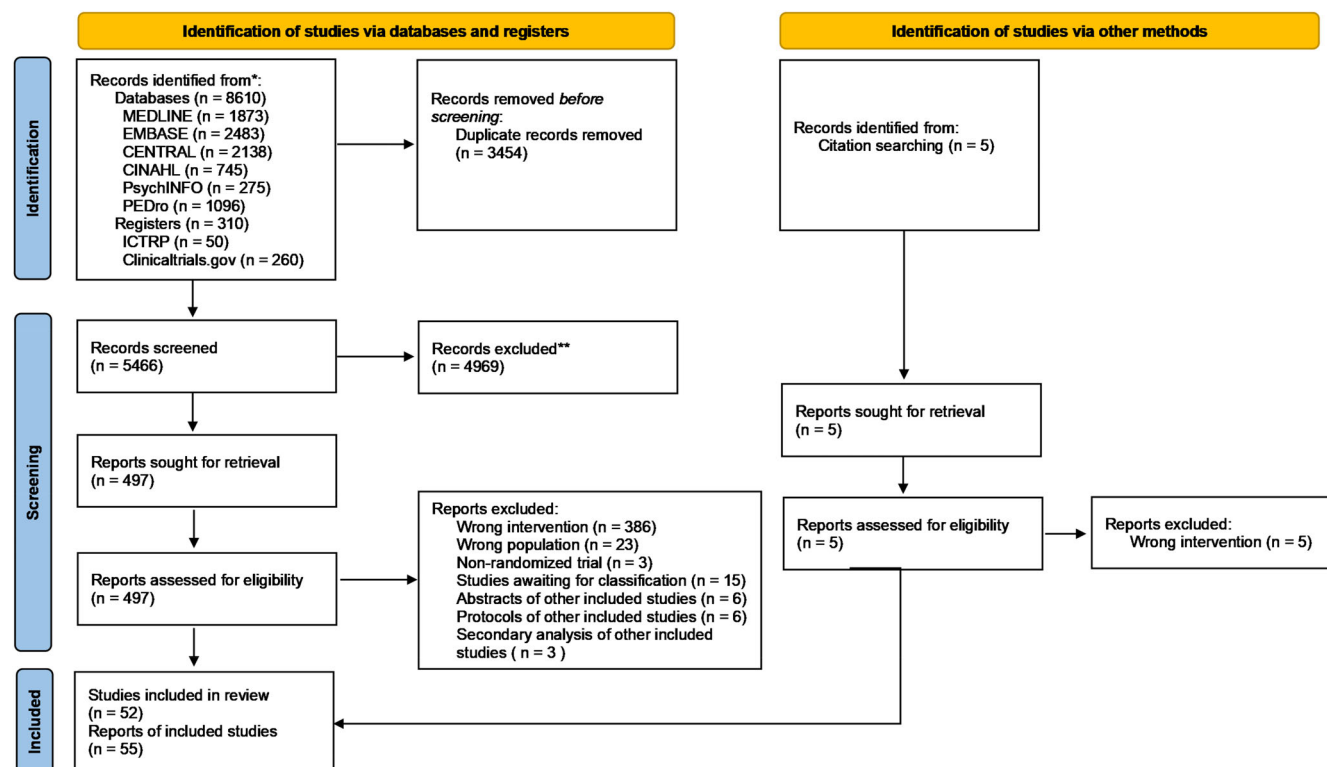 Identification of studies via databases and registers
Identification of studies via other methods
Identification
Records identified from*:
Databases (n = 8610)
MEDLINE (n = 1873)
EMBASE (n = 2483)
CENTRAL (n = 2138)
CINAHL (n = 745)
PsychINFO (n = 275)
PEDro (n = 1096)
Registers (n = 310)
ICTRP (n = 50)
Clinicaltrials.gov (n = 260)
Records removed before
screening:
Duplicate records removed
(n = 3454)
Records identified from:
Citation searching (n = 5)
Screening
Records screened
(n = 5466)
Records excluded**
(n = 4969)
Reports sought for retrieval
(n = 497)
Reports sought for retrieval
(n = 5)
Reports assessed for eligibility
(n = 497)
Reports excluded:
Wrong intervention (n = 386)
Wrong population (n = 23)
Non-randomized trial (n = 3)
Studies awaiting for classification (n = 15)
Abstracts of other included studies (n = 6)
Protocols of other included studies (n = 6)
Secondary analysis of other included
studies ( n = 3 )
Reports assessed for eligibility
(n = 5)
Reports excluded:
Wrong intervention (n = 5)
Included
Studies included in review
(n = 52)
Reports of included studies
(n = 55)